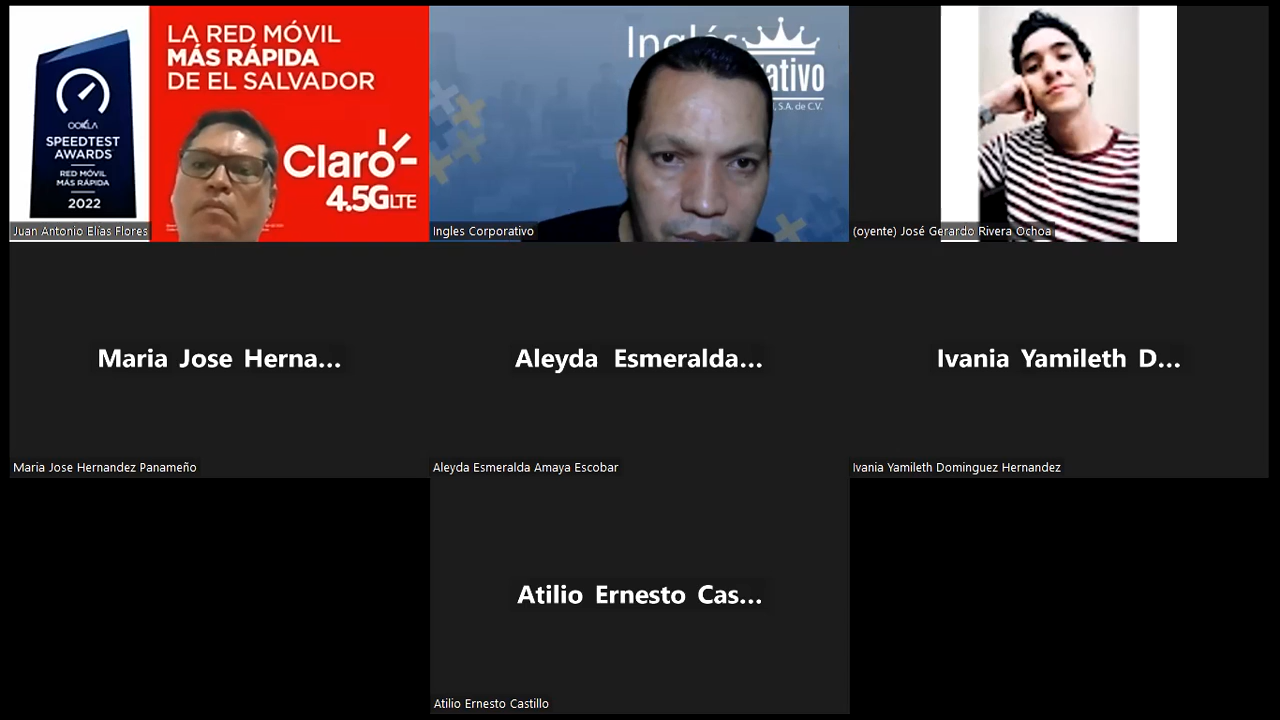 LA RED MÓVIL
MÁS RÁPIDA
DE EL SALVADOR
OOKLA
SPEEDTEST
AWARDS
RED MÓVIL
MÁS RÁPIDA
2022
Claro
4.5G LTE
Juan Antonio Elías Flores
Inglés
rativo
, S.A. de C.V.
Ingles Corporativo
(oyente) José Gerardo Rivera Ochoa
Maria Jose Herna...
Maria Jose Hernandez Panameño
Aleyda Esmeralda...
Aleyda Esmeralda Amaya Escobar
Ivania Yamileth D...
Ivania Yamileth Dominguez Hernandez
Atilio Ernesto Cas...
Atilio Ernesto Castillo